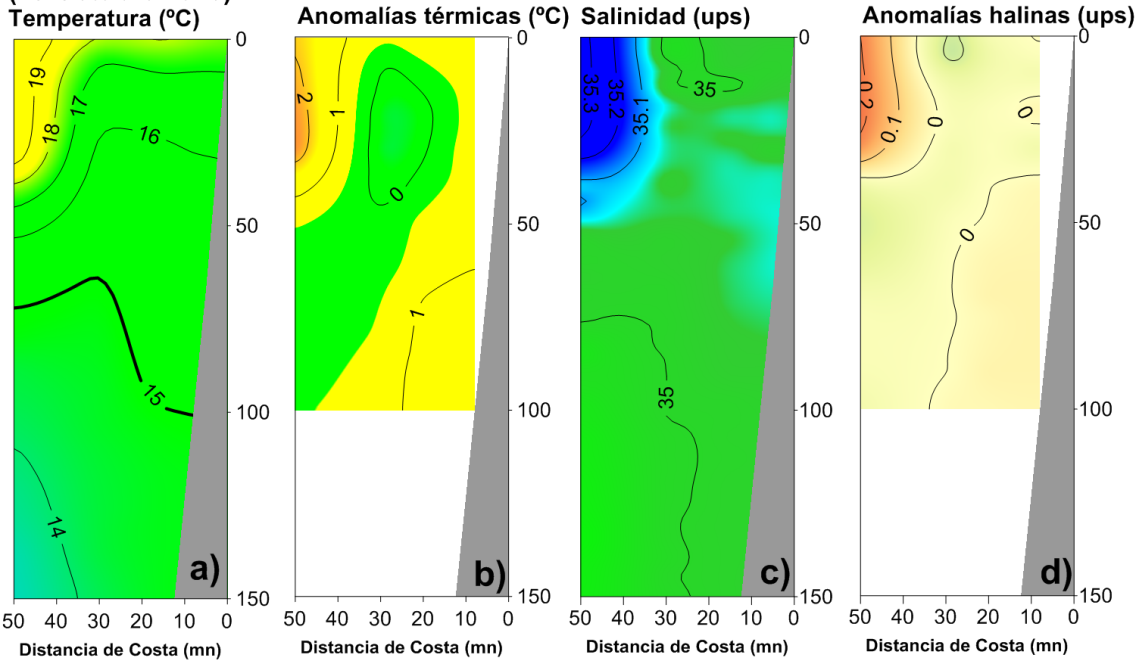 Temperatura (ºC)
Anomalías térmicas (ºC)
Salinidad (ups)
Anomalías halinas (ups)
19
18
17
16
15
14
a)
0
50
100
150
50 40 30 20 10 0
Distancia de Costa (mn)
2
1
0
1
b)
0
50
100
150
50 40 30 20 10 0
Distancia de Costa (mn)
35.3
35.2
35.1
35
35
c)
0
50
100
150
50 40 30 20 10 0
Distancia de Costa (mn)
0.2
0.1
0
0
0
d)
0
50
100
150
50 40 30 20 10 0
Distancia de Costa (mn)